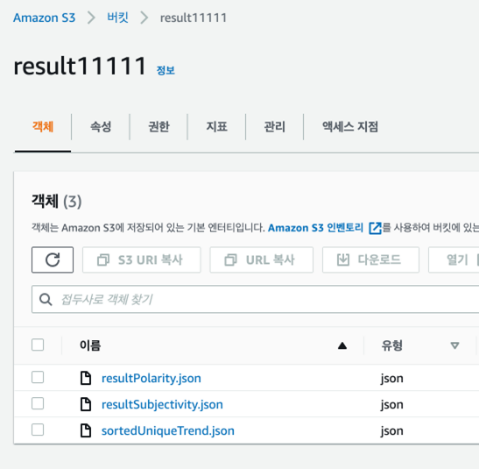 Amazon S3 > 버킷 > result11111
result11111 정보
객체 속성 권한 지표 관리 액세스 지점
객체 (3)
객체는 Amazon S3에 저장되어 있는 기본 엔터티입니다. Amazon S3 인벤토리 를 사용하여 버킷에 있는
S3 URI 복사 URL 복사 다운로드 열기
접두사로 객체 찾기
이름 유형
resultPolarity.json json
resultSubjectivity.json json
sortedUniqueTrend.json json